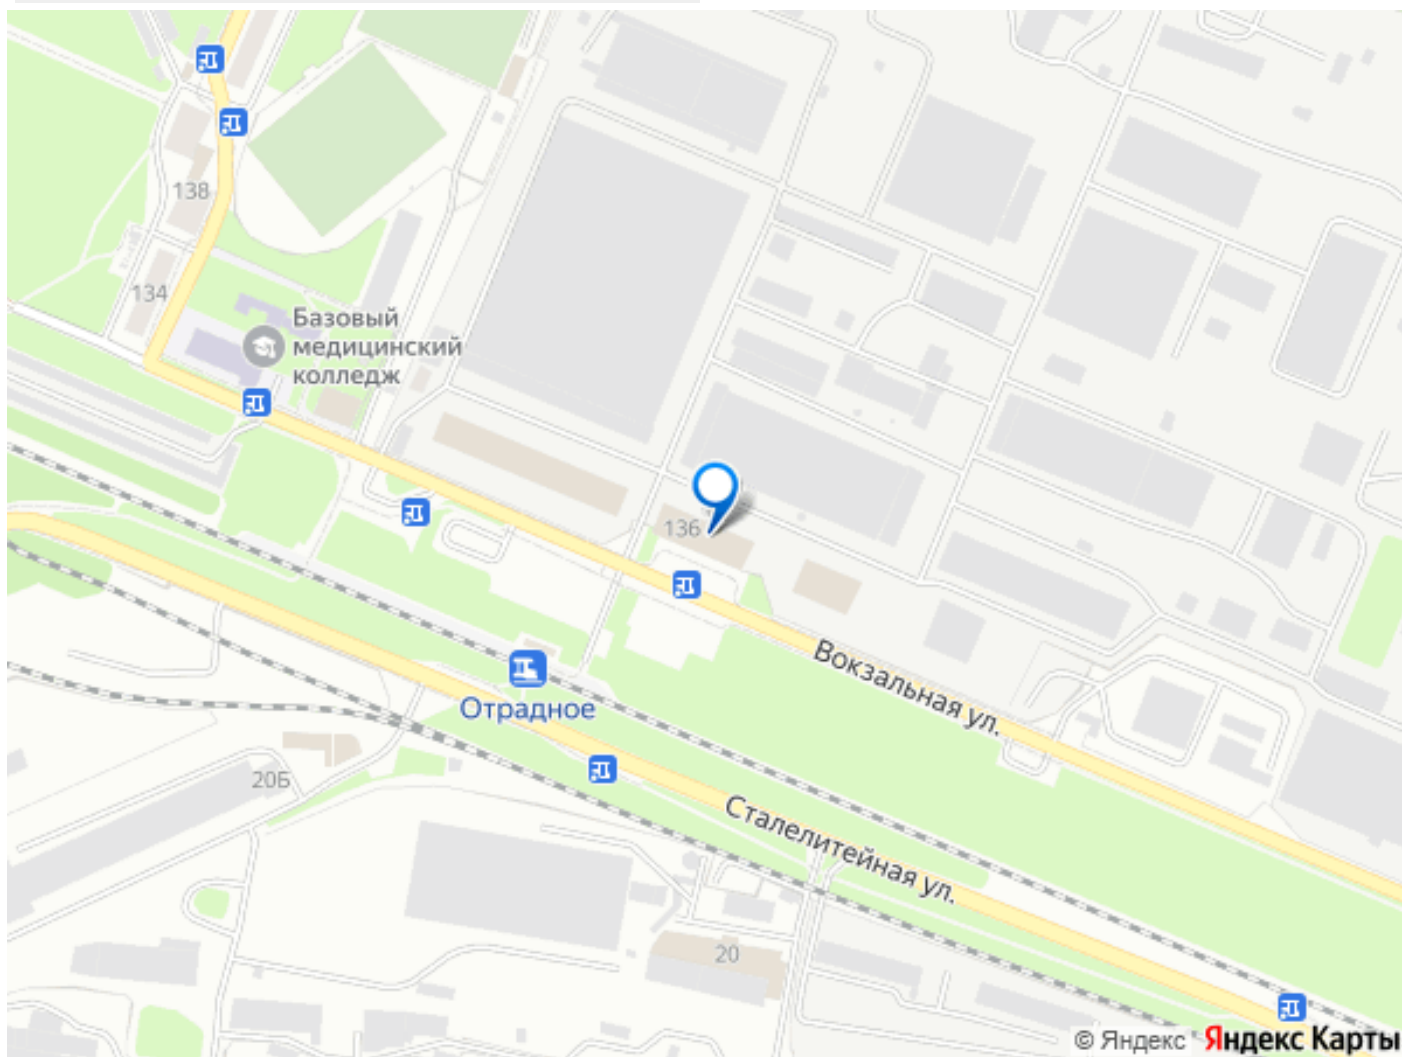 138
134
Базовый
медицинский
колледж
136
Вокзальная ул.
Отрадное
20Б
Сталелитейная ул.
20
© Яндекс Яндекс Карты